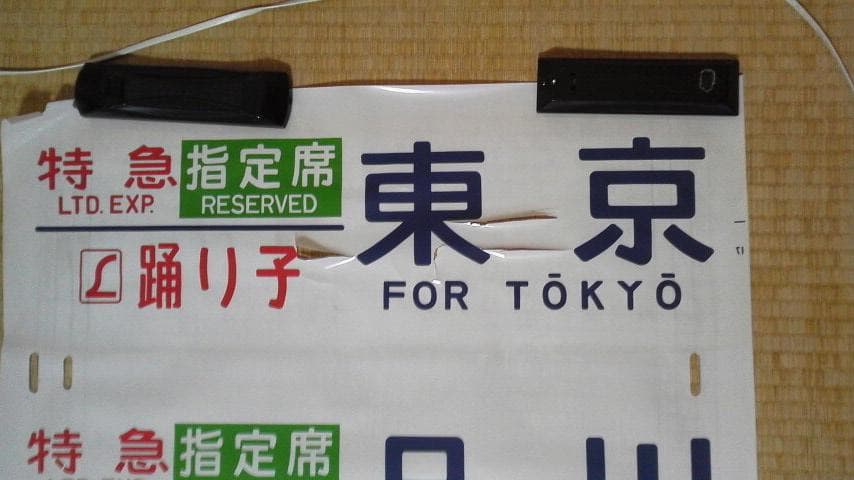 特急 指定席 東京
LTD. EXP. RESERVED
L 踊り子
FOR TŌKYŌ
特急 指定席